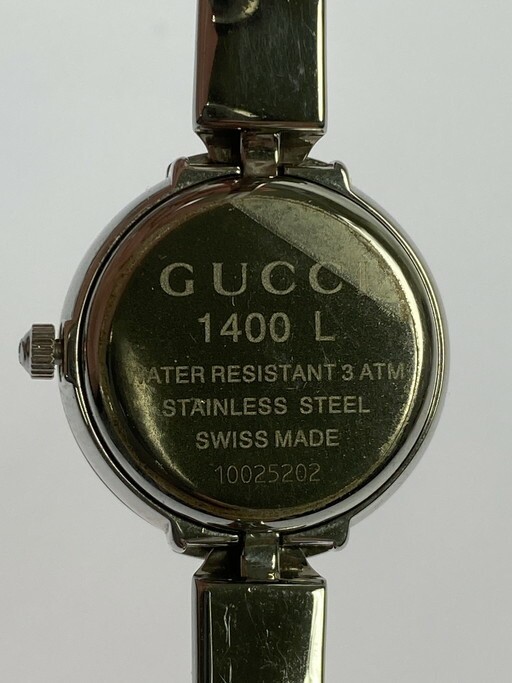 GUCCI
1400 L
WATER RESISTANT 3 ATM
STAINLESS STEEL
SWISS MADE
10025202